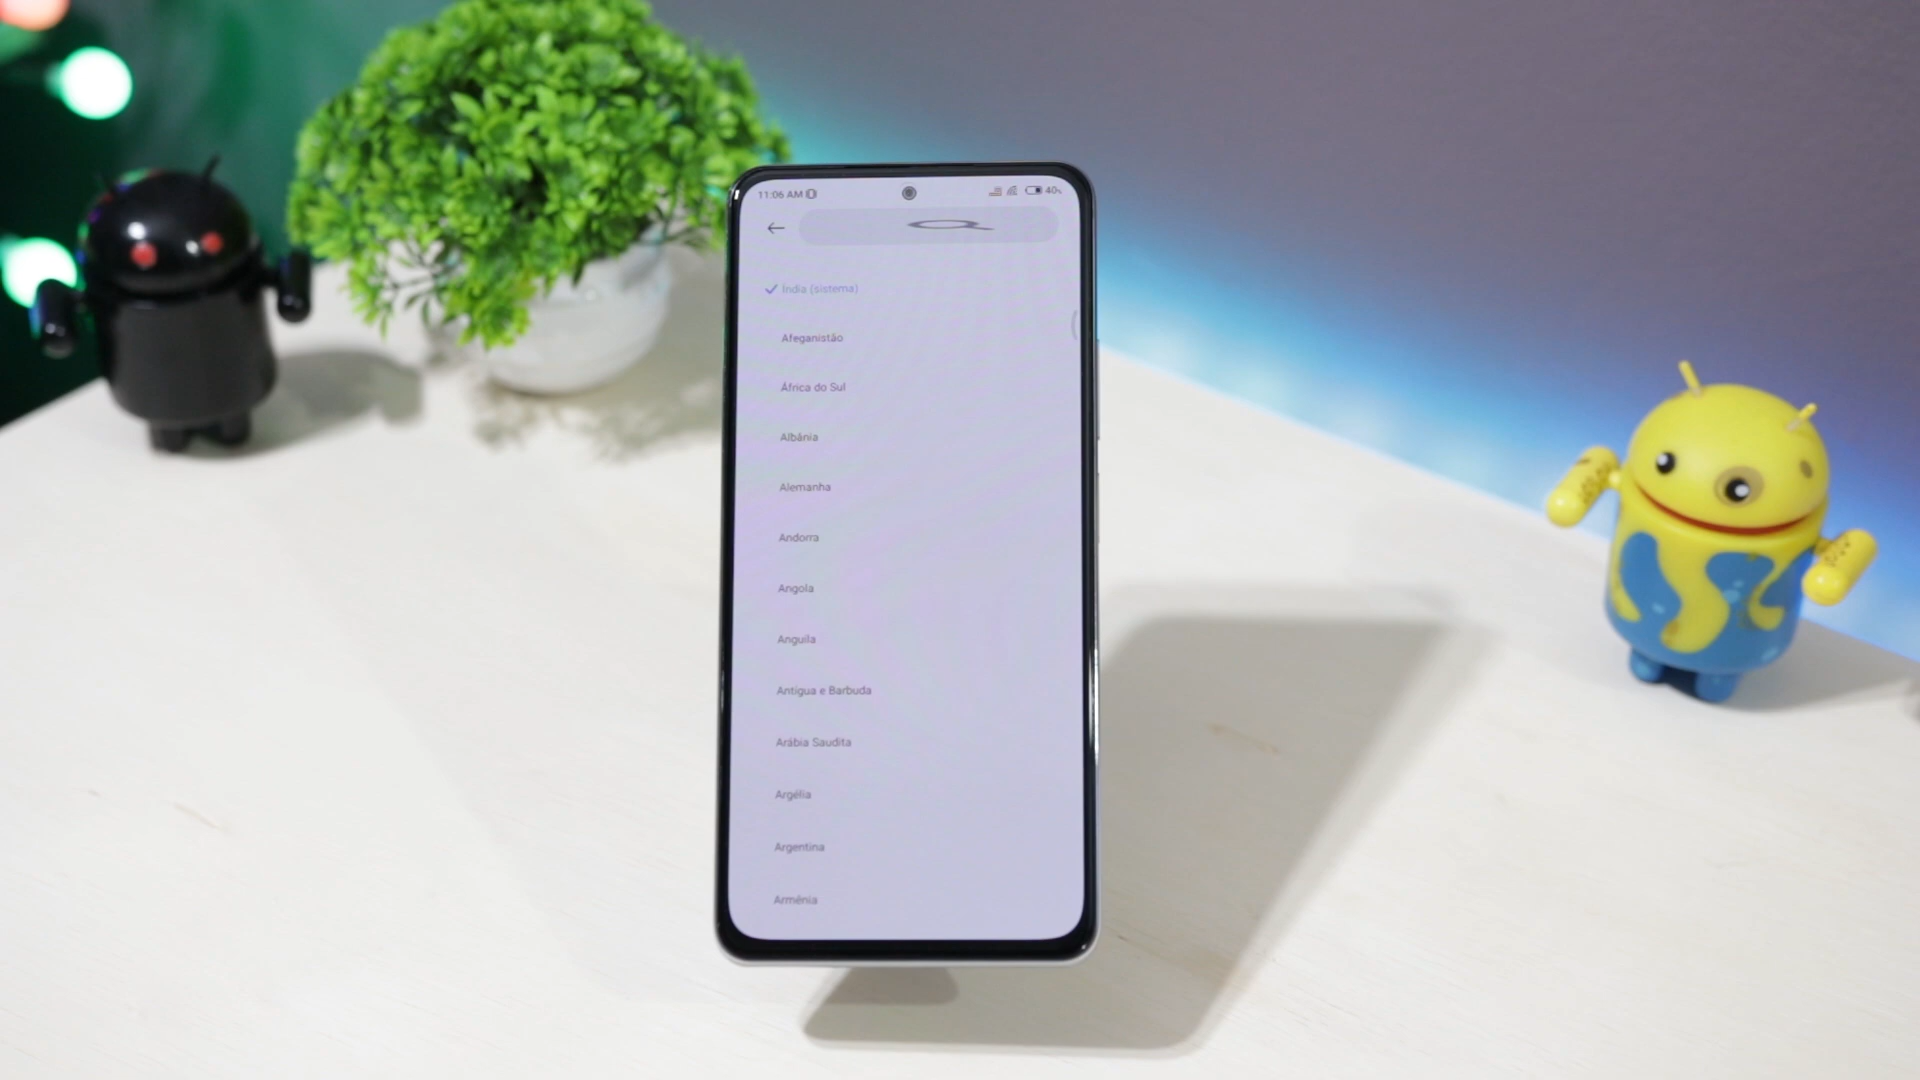 11:06 AM
40%
Índia (sistema)
Afeganistão
África do Sul
Albânia
Alemanha
Andorra
Angola
Anguila
Antígua e Barbuda
Arábia Saudita
Argélia
Argentina
Armênia